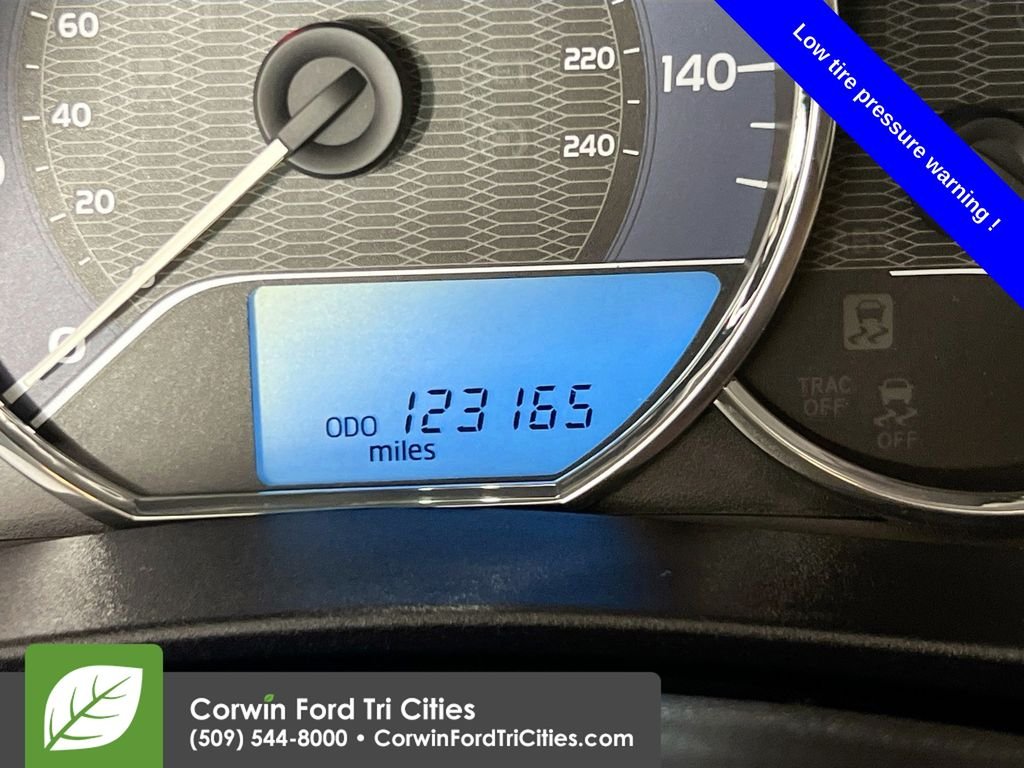 60
220
140
40
240
20
0
0
Low tire pressure warning !
ODO 123165
miles
TRAC
OFF
OFF
Corwin Ford Tri Cities
(509) 544-8000 • CorwinFordTriCities.com